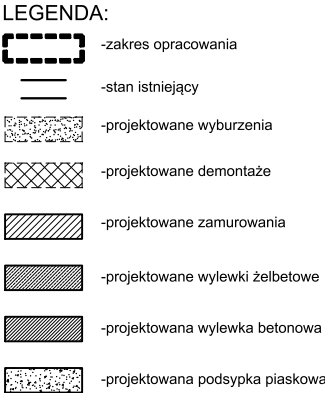 LEGENDA:
-zakres opracowania
-stan istniejący
-projektowane wyburzenia
-projektowane demontaże
-projektowane zamurowania
-projektowane wylewki żelbetowe
-projektowana wylewka betonowa
-projektowana podsypka piaskowa